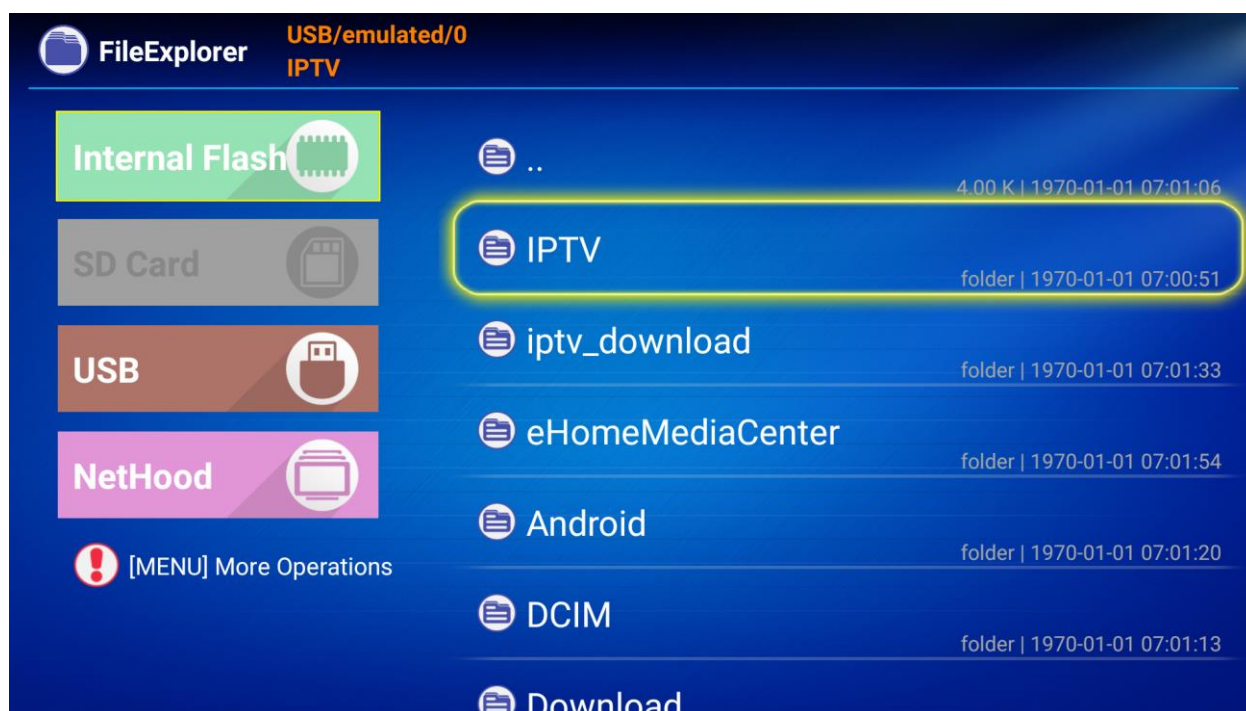 FileExplorer
USB/emulated/0
IPTV
Internal Flash
SD Card
USB
NetHood
[MENU] More Operations
..
4.00 K | 1970-01-01 07:01:06
IPTV
folder | 1970-01-01 07:00:51
iptv_download
folder | 1970-01-01 07:01:33
eHomeMediaCenter
folder | 1970-01-01 07:01:54
Android
folder | 1970-01-01 07:01:20
DCIM
folder | 1970-01-01 07:01:13
Download